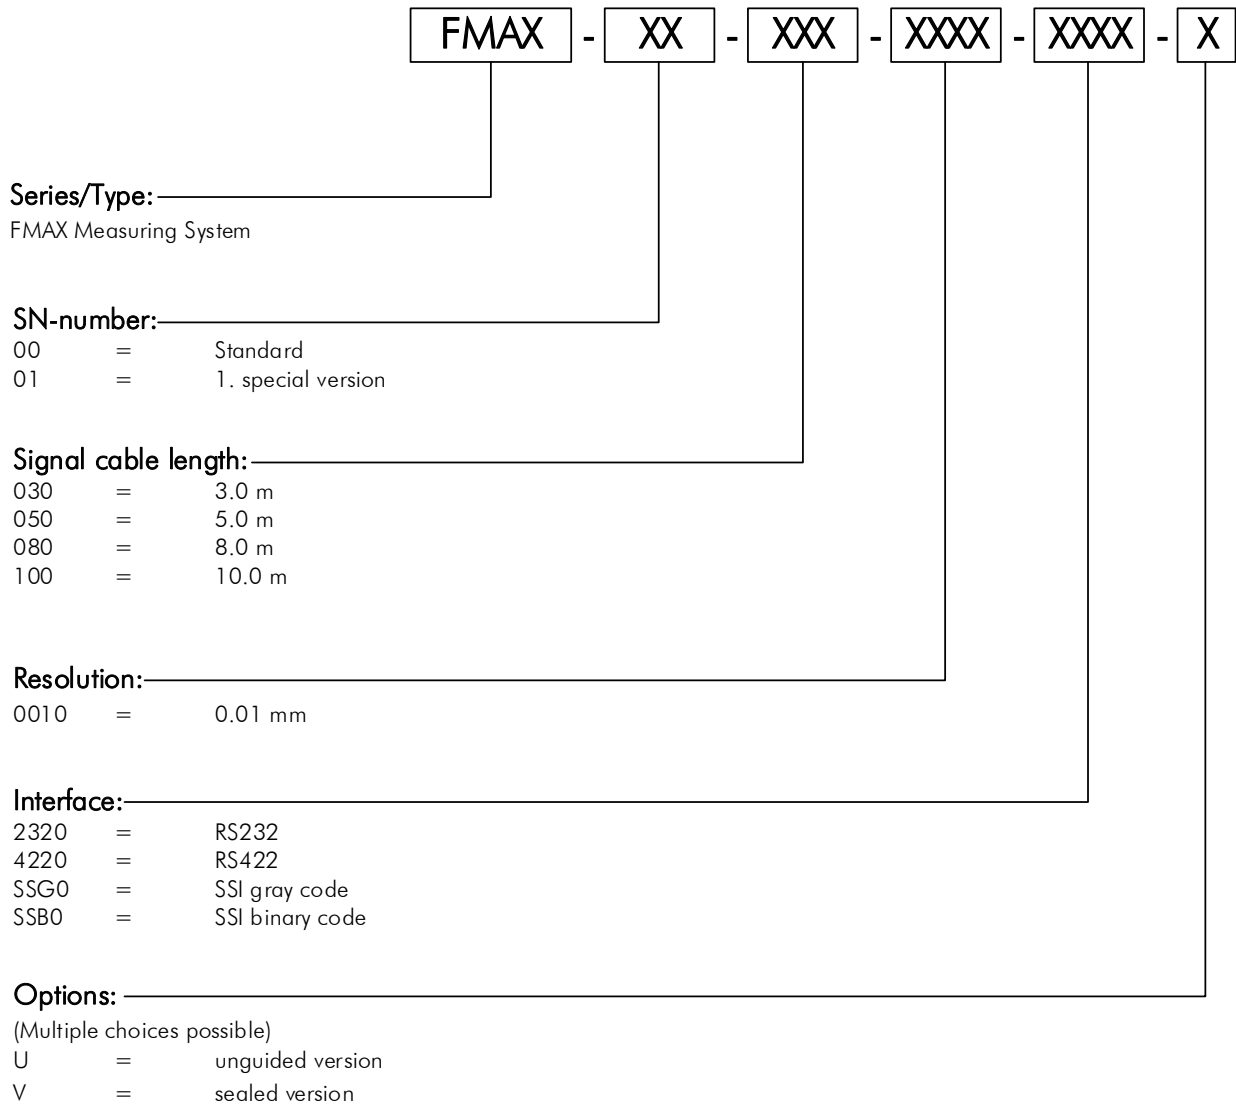 FMAX - XX - XXX - XXXX - XXXX - X
Series/Type:
FMAX Measuring System
SN-number:
00 = Standard
01 = 1. special version
Signal cable length:
030 = 3.0 m
050 = 5.0 m
080 = 8.0 m
100 = 10.0 m
Resolution:
0010 = 0.01 mm
Interface:
2320 = RS232
4220 = RS422
SSG0 = SSI gray code
SSB0 = SSI binary code
Options:
(Multiple choices possible)
U = unguided version
V = sealed version